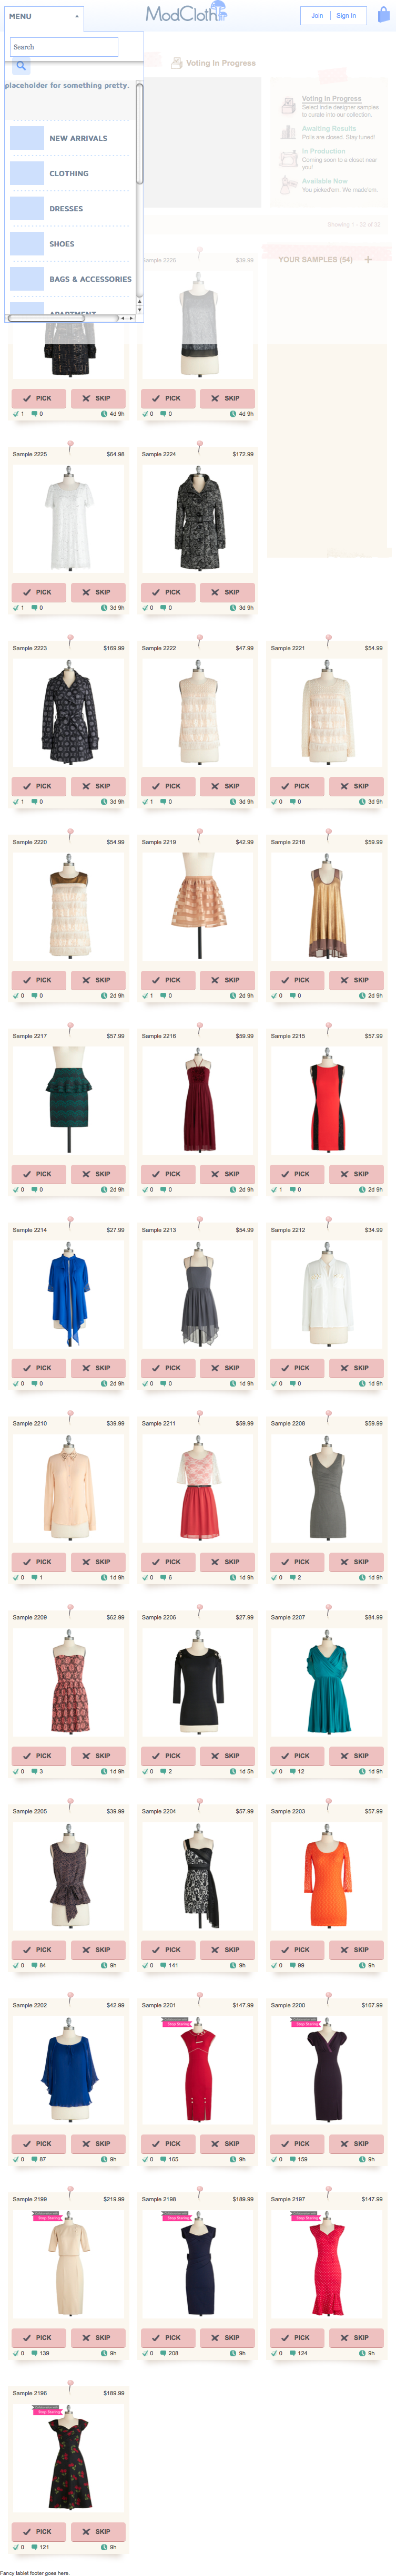 MENU
ModCloth
Join
Sign In
Search
placeholder for something pretty.
NEW ARRIVALS
CLOTHING
DRESSES
SHOES
BAGS & ACCESSORIES
APARTMENT
Voting In Progress
Voting In Progress
Select indie designer samples
to curate into our collection.
Awaiting Results
Polls are closed. Stay tuned!
In Production
Coming soon to a closet near
you!
Available Now
You picked'em. We made'em.
Showing 1 - 32 of 32
YOUR SAMPLES (54)
Sample 2226 $39.99
PICK SKIP PICK SKIP
1 0 4d 9h 0 0 4d 9h
Sample 2225 $64.98 Sample 2224 $172.99
PICK SKIP PICK SKIP
1 0 3d 9h 0 0 3d 9h
Sample 2223 $169.99 Sample 2222 $47.99 Sample 2221 $54.99
PICK SKIP PICK SKIP PICK SKIP
1 0 3d 9h 1 0 3d 9h 0 0 3d 9h
Sample 2220 $54.99 Sample 2219 $42.99 Sample 2218 $59.99
PICK SKIP PICK SKIP PICK SKIP
0 0 2d 9h 1 0 2d 9h 0 0 2d 9h
Sample 2217 $57.99 Sample 2216 $59.99 Sample 2215 $57.99
PICK SKIP PICK SKIP PICK SKIP
0 0 2d 9h 0 0 2d 9h 1 0 2d 9h
Sample 2214 $27.99 Sample 2213 $54.99 Sample 2212 $34.99
PICK SKIP PICK SKIP PICK SKIP
0 0 2d 9h 0 0 1d 9h 0 0 1d 9h
Sample 2210 $39.99 Sample 2211 $59.99 Sample 2208 $59.99
PICK SKIP PICK SKIP PICK SKIP
0 1 1d 9h 0 6 1d 9h 0 2 1d 9h
Sample 2209 $62.99 Sample 2206 $27.99 Sample 2207 $84.99
PICK SKIP PICK SKIP PICK SKIP
0 3 1d 9h 0 2 1d 5h 0 12 1d 9h
Sample 2205 $39.99 Sample 2204 $57.99 Sample 2203 $57.99
PICK SKIP PICK SKIP PICK SKIP
0 84 9h 0 141 9h 0 99 9h
Sample 2202 $42.99 Sample 2201 $147.99 Sample 2200 $167.99
Stop Staring Stop Staring
PICK SKIP PICK SKIP PICK SKIP
0 87 9h 0 165 9h 0 159 9h
Sample 2199 $219.99 Sample 2198 $189.99 Sample 2197 $147.99
Stop Staring Stop Staring Stop Staring
PICK SKIP PICK SKIP PICK SKIP
0 139 9h 0 208 9h 0 124 9h
Sample 2196 $189.99
Stop Staring
PICK SKIP
0 121 9h
Fancy tablet footer goes here.